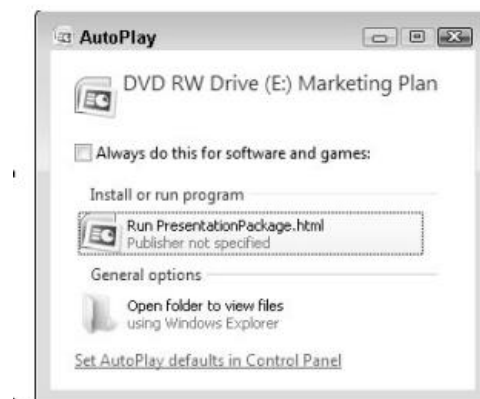 AutoPlay
DVD RW Drive (E:) Marketing Plan
Always do this for software and games:
Install or run program
Run PresentationPackage.html
Publisher not specified
General options
Open folder to view files
using Windows Explorer
Set AutoPlay defaults in Control Panel